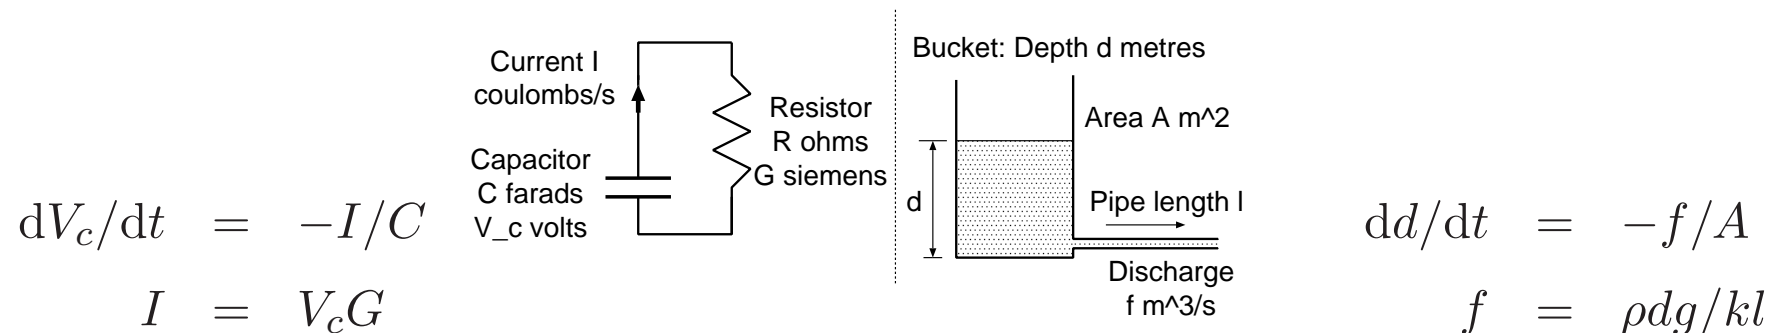 dV_c/dt = -I/C
I = V_cG
Current I
coulombs/s
Capacitor
C farads
V_c volts
Resistor
R ohms
G siemens
Bucket: Depth d metres
Area A m^2
d
Pipe length l
Discharge
f m^3/s
dd/dt = -f/A
f = ρdg/kl